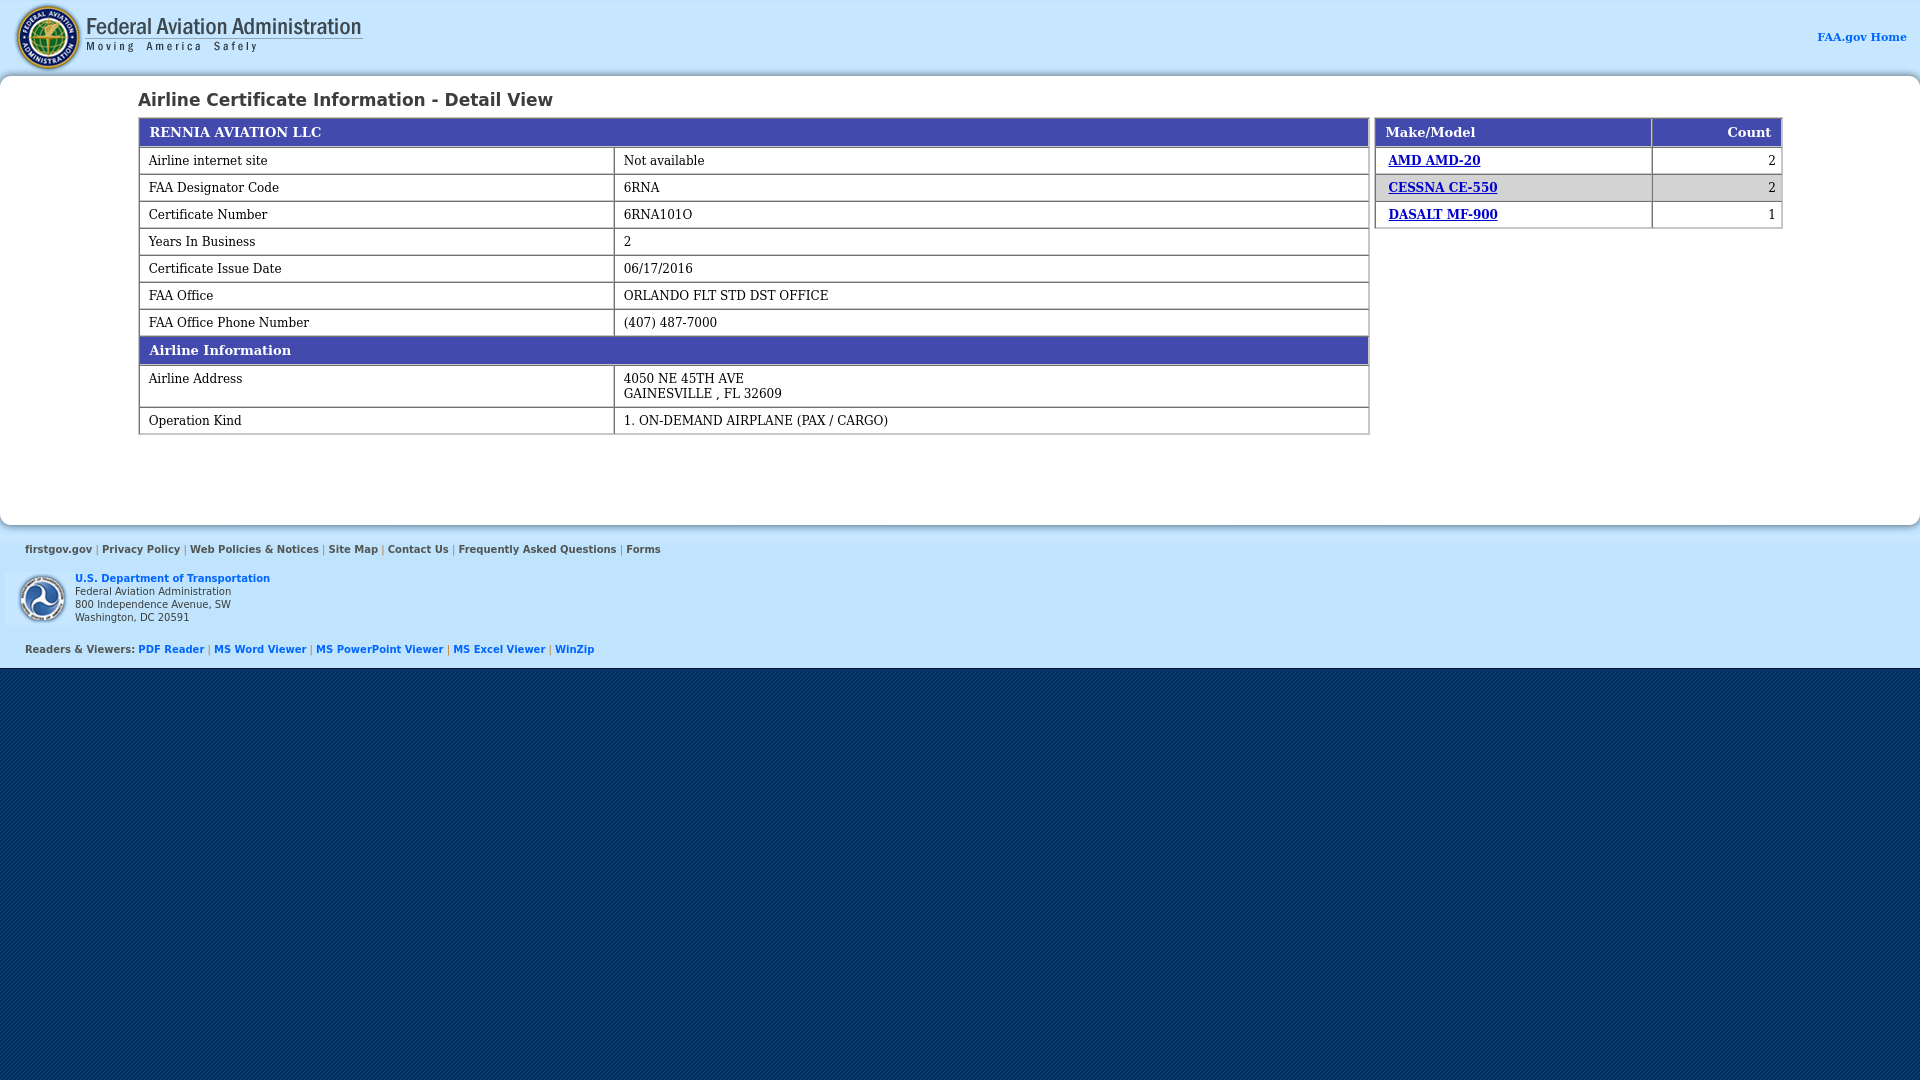 Federal Aviation Administration
Moving America Safely
FAA.gov Home
Airline Certificate Information - Detail View
RENNIA AVIATION LLC
Airline internet site Not available
FAA Designator Code 6RNA
Certificate Number 6RNA101O
Years In Business 2
Certificate Issue Date 06/17/2016
FAA Office ORLANDO FLT STD DST OFFICE
FAA Office Phone Number (407) 487-7000
Airline Information
Airline Address 4050 NE 45TH AVE
GAINESVILLE , FL 32609
Operation Kind 1. ON-DEMAND AIRPLANE (PAX / CARGO)
Make/Model Count
AMD AMD-20 2
CESSNA CE-550 2
DASALT MF-900 1
firstgov.gov | Privacy Policy | Web Policies & Notices | Site Map | Contact Us | Frequently Asked Questions | Forms
U.S. Department of Transportation
Federal Aviation Administration
800 Independence Avenue, SW
Washington, DC 20591
Readers & Viewers: PDF Reader | MS Word Viewer | MS PowerPoint Viewer | MS Excel Viewer | WinZip